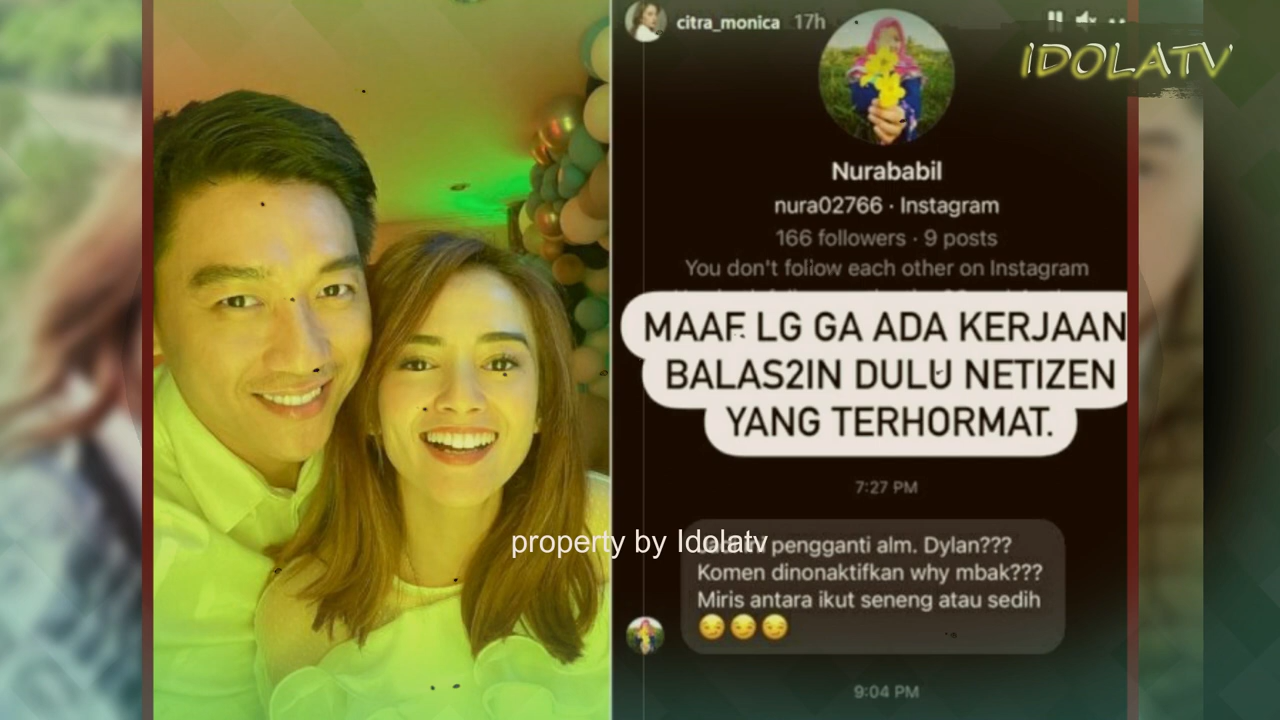 citra_monica 17h
IDOLATV
Nurababil
nura02766 · Instagram
166 followers · 9 posts
You don't follow each other on Instagram
MAAF LG GA ADA KERJAAN
BALAS2IN DULU NETIZEN
YANG TERHORMAT.
7:27 PM
property by Idolatv
pengganti alm. Dylan???
Komen dinonaktifkan why mbak???
Miris antara ikut seneng atau sedih
😏😏😏
9:04 PM